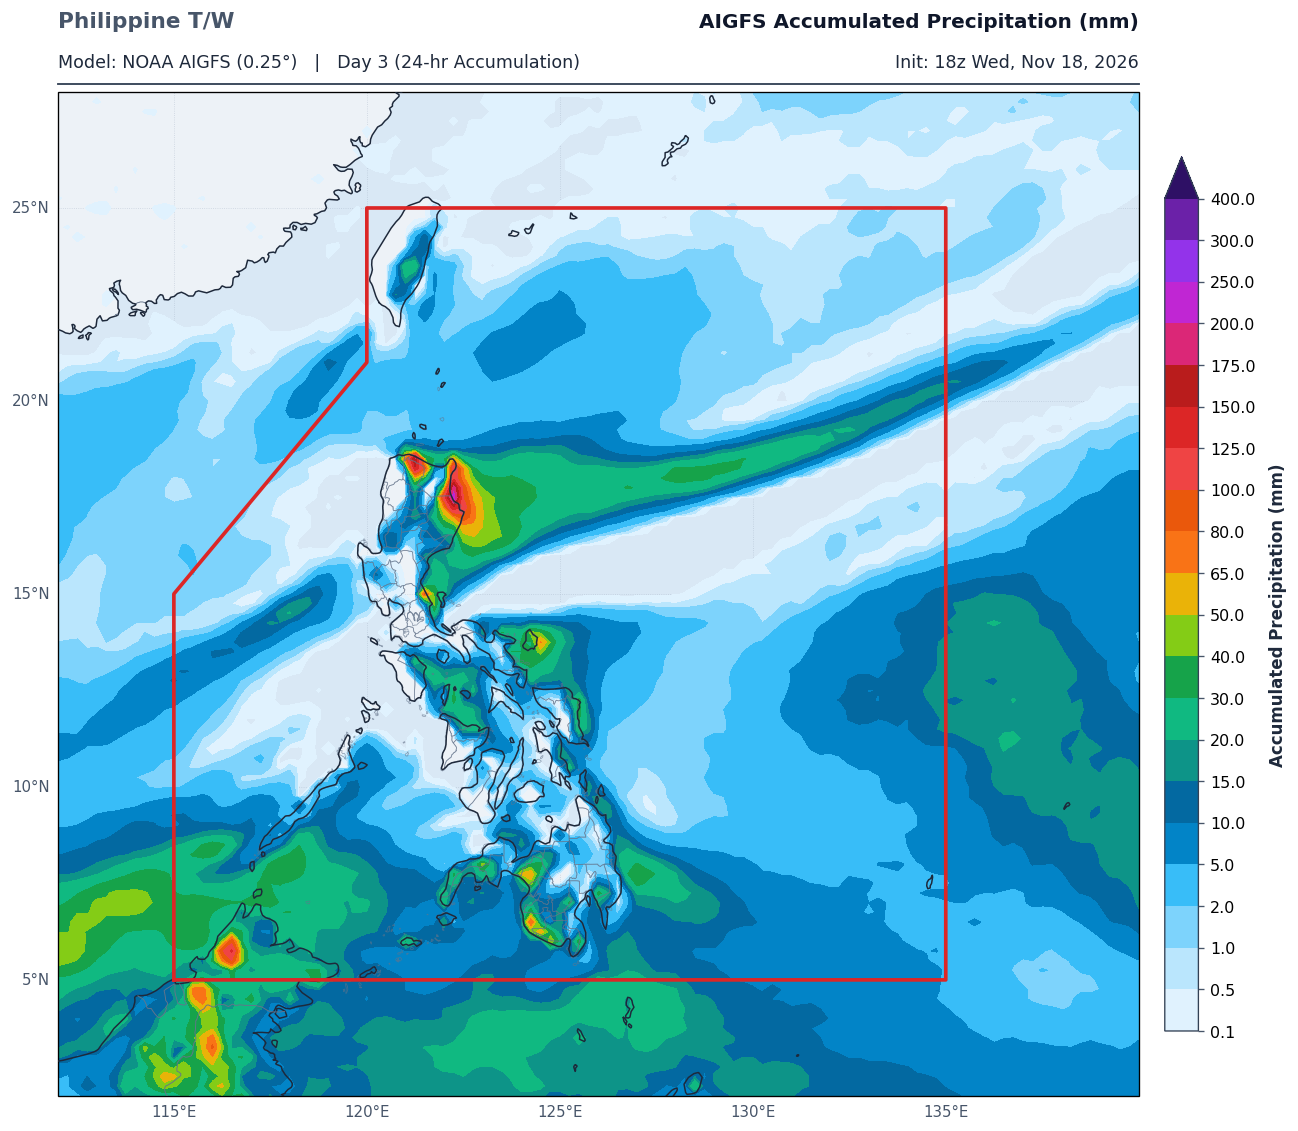 Philippine T/W
AIGFS Accumulated Precipitation (mm)
Model: NOAA AIGFS (0.25°) | Day 3 (24-hr Accumulation)
Init: 18z Wed, Nov 18, 2026
25°N
20°N
15°N
10°N
5°N
115°E
120°E
125°E
130°E
135°E
400.0
300.0
250.0
200.0
175.0
150.0
125.0
100.0
80.0
65.0
50.0
40.0
30.0
20.0
15.0
10.0
5.0
2.0
1.0
0.5
0.1
Accumulated Precipitation (mm)